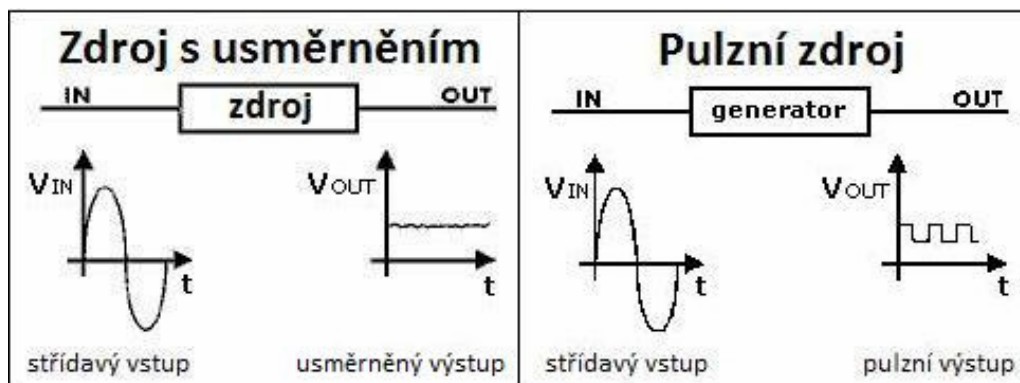 Zdroj s usměrněním
IN zdroj OUT
VIN
VOUT
t
t
střídavý vstup
usměrněný výstup
Pulzní zdroj
IN generator OUT
VIN
VOUT
t
t
střídavý vstup
pulzní výstup